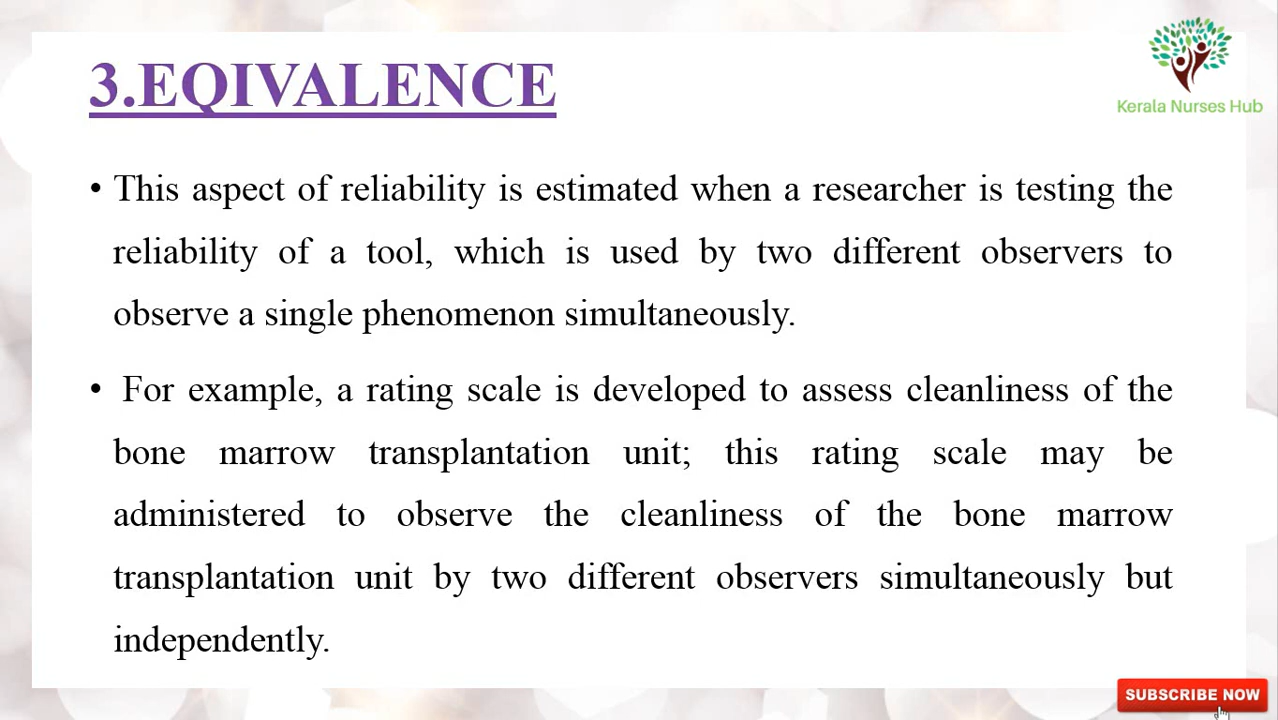 3.EQIVALENCE
Kerala Nurses Hub
• This aspect of reliability is estimated when a researcher is testing the
reliability of a tool, which is used by two different observers to
observe a single phenomenon simultaneously.
• For example, a rating scale is developed to assess cleanliness of the
bone marrow transplantation unit; this rating scale may be
administered to observe the cleanliness of the bone marrow
transplantation unit by two different observers simultaneously but
independently.
SUBSCRIBE NOW